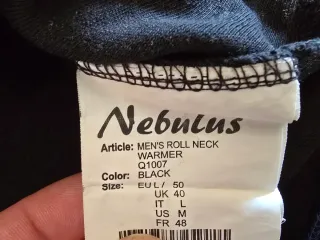 Nebulus
Article: MEN'S ROLL NECK
WARMER
Q1007
Color: BLACK
Size: EU L / 50
UK 40
IT L
US M
FR 48